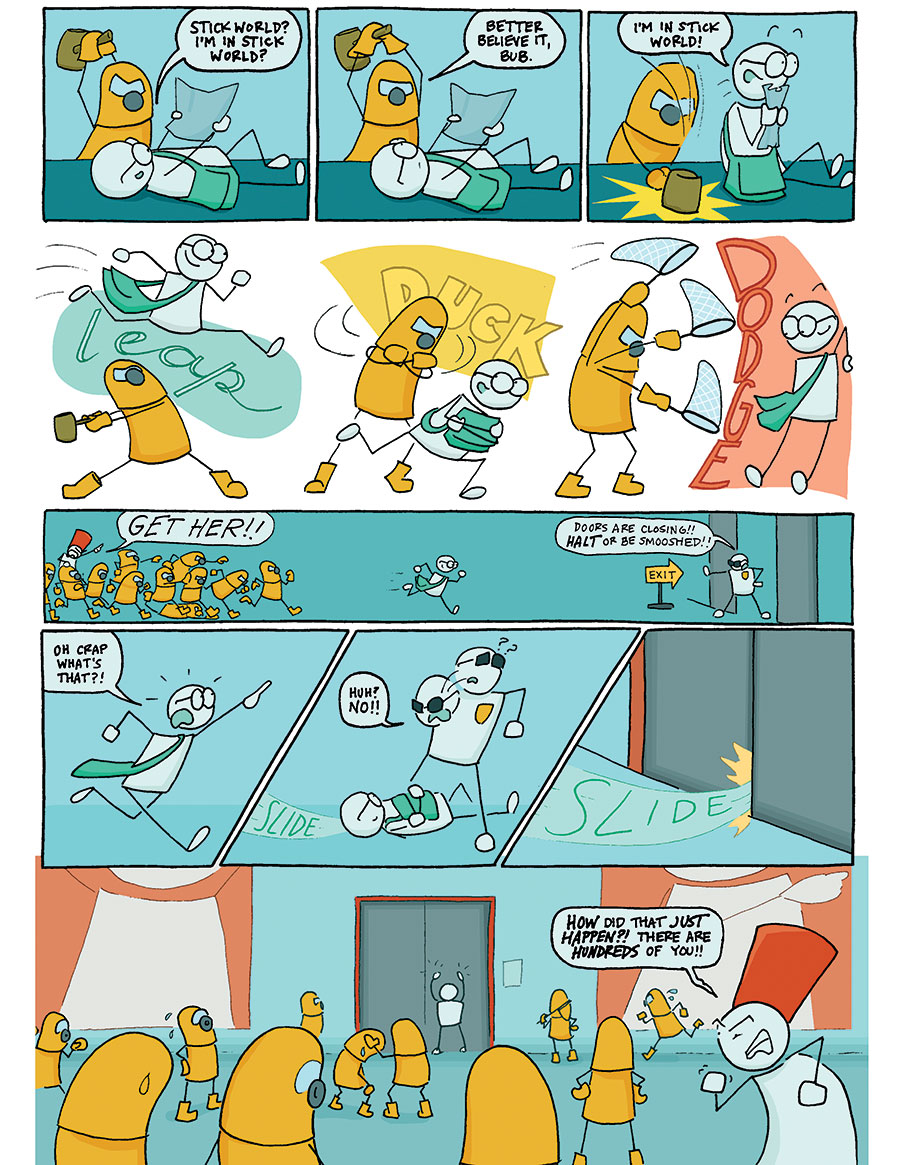 STICK WORLD?
I'M IN STICK
WORLD?
BETTER
BELIEVE IT,
BUB.
I'M IN STICK
WORLD!
leap
DUCK
DODGE
GET HER!!
DOORS ARE CLOSING!!
HALT OR BE SMOOSHED!!
EXIT
OH CRAP
WHAT'S
THAT?!
HUH?
NO!!
??
SLIDE
SLIDE
HOW DID THAT JUST
HAPPEN?! THERE ARE
HUNDREDS OF YOU!!